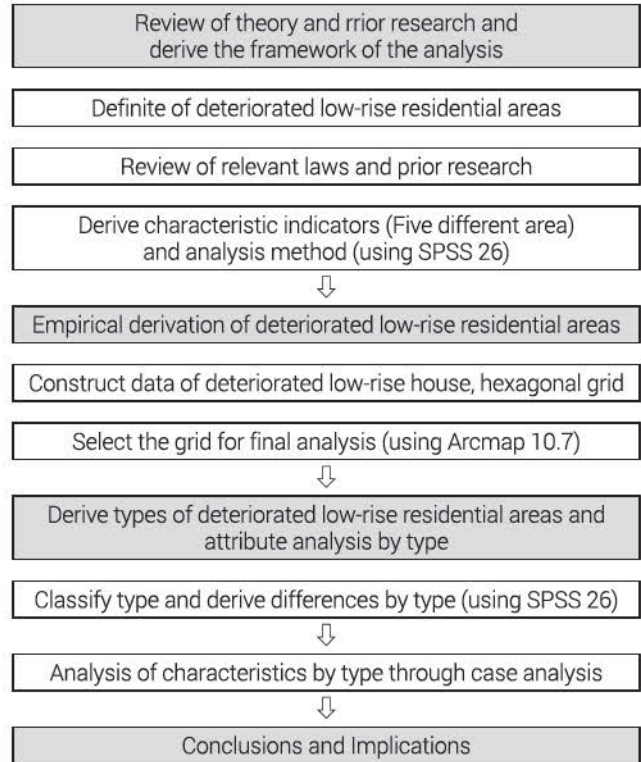 Review of theory and rrior research and
derive the framework of the analysis
Definite of deteriorated low-rise residential areas
Review of relevant laws and prior research
Derive characteristic indicators (Five different area)
and analysis method (using SPSS 26)
Empirical derivation of deteriorated low-rise residential areas
Construct data of deteriorated low-rise house, hexagonal grid
Select the grid for final analysis (using Arcmap 10.7)
Derive types of deteriorated low-rise residential areas and
attribute analysis by type
Classify type and derive differences by type (using SPSS 26)
Analysis of characteristics by type through case analysis
Conclusions and Implications